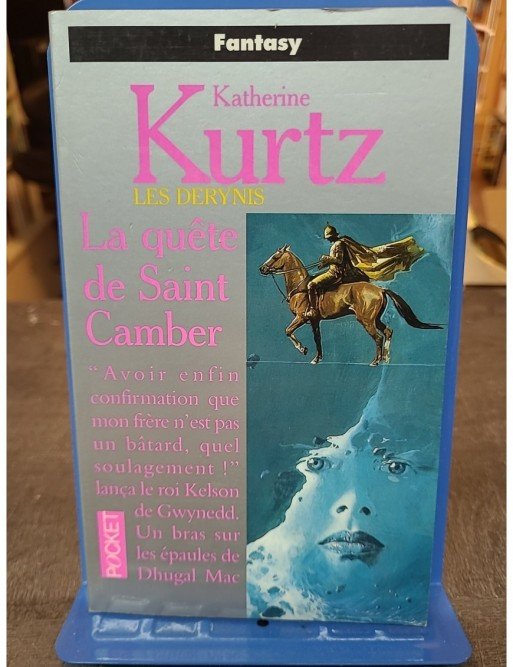 Fantasy
Katherine
Kurtz
LES DERYNIS
La quête
de Saint
Camber
“Avoir enfin
confirmation que
mon frère n'est pas
un bâtard, quel
soulagement !”
lança le roi Kelson
de Gwynedd.
Un bras sur
les épaules de
Dhugal Mac
POCKET